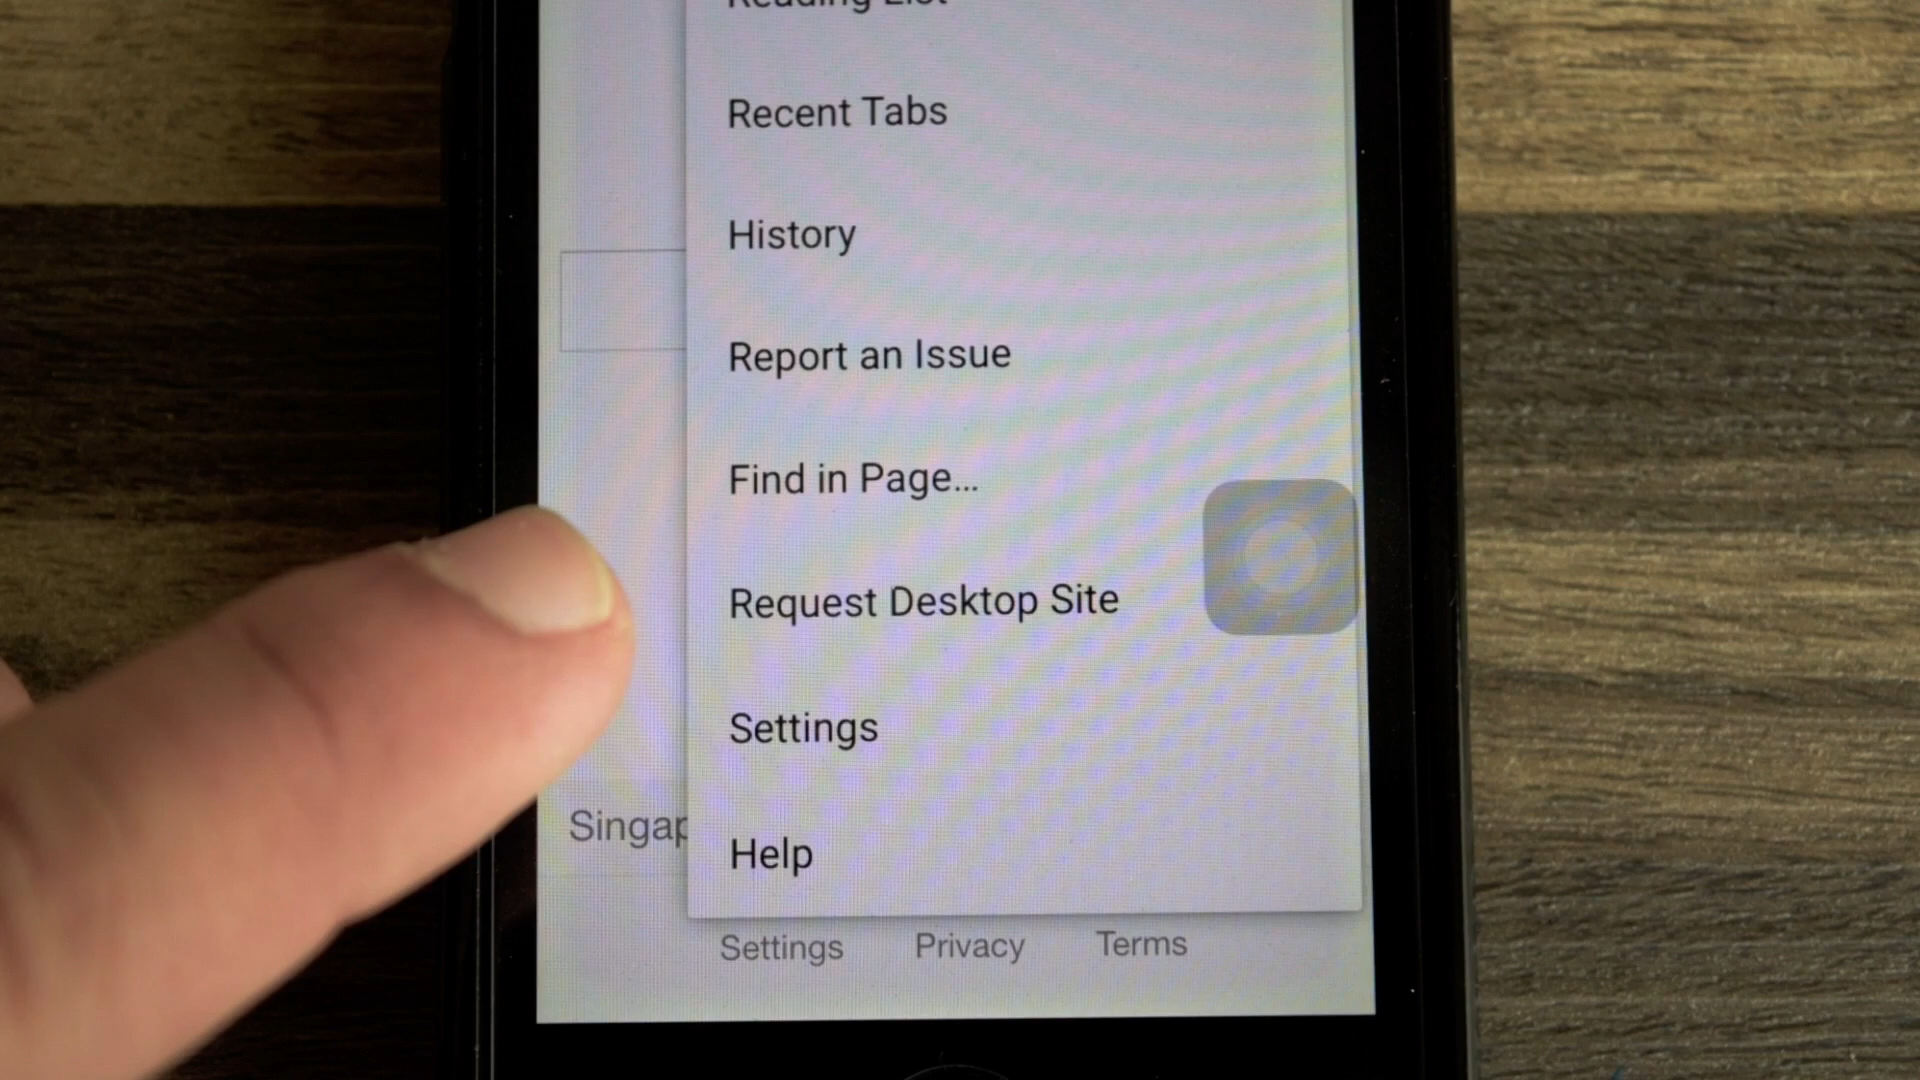 Reading List
Recent Tabs
History
Report an Issue
Find in Page...
Request Desktop Site
Settings
Singap
Help
Settings Privacy Terms